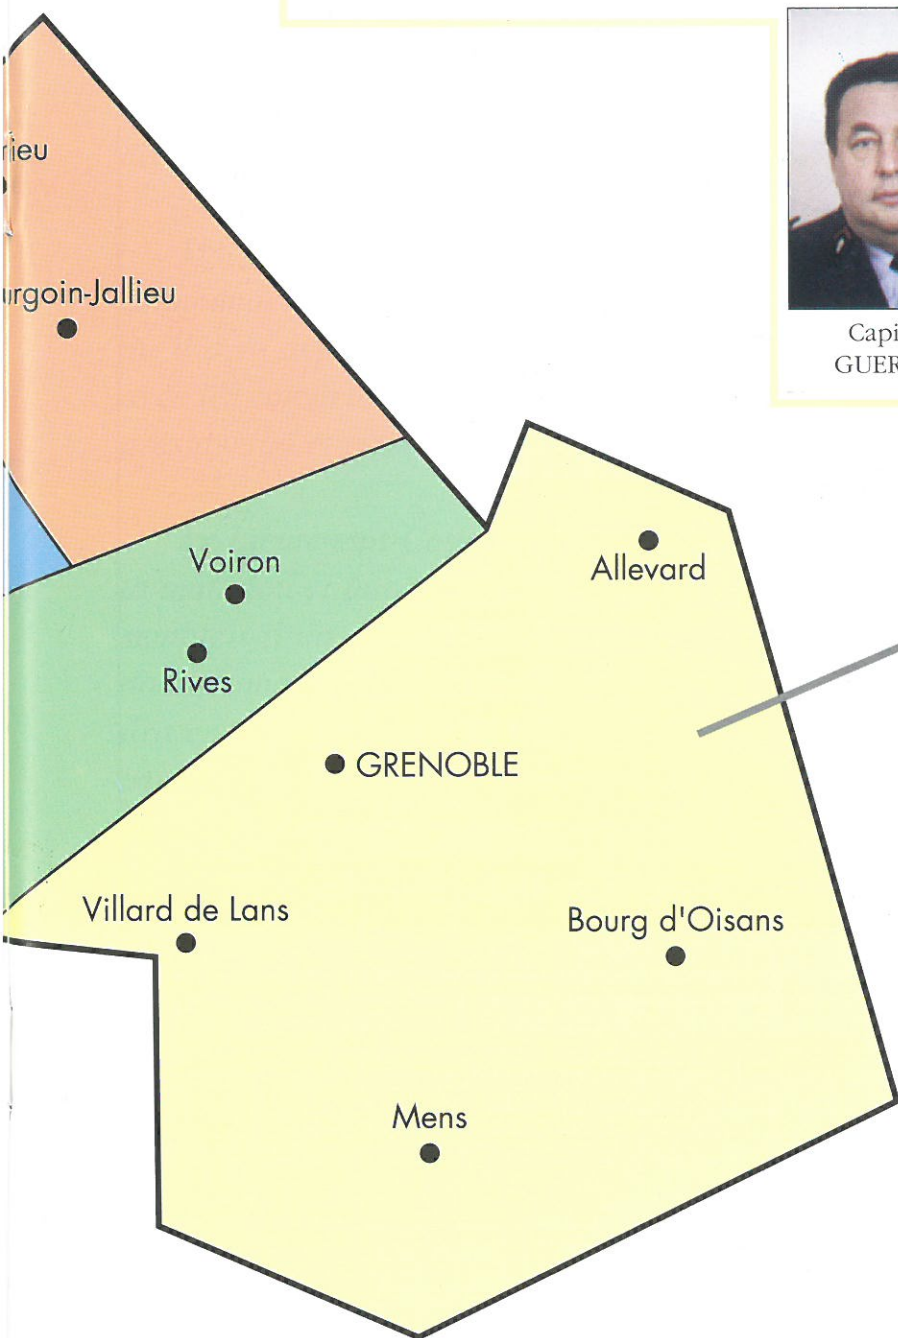 rieu
urgoin-Jallieu
Capi
GUER
Voiron
Allevard
Rives
GRENOBLE
Villard de Lans
Bourg d'Oisans
Mens